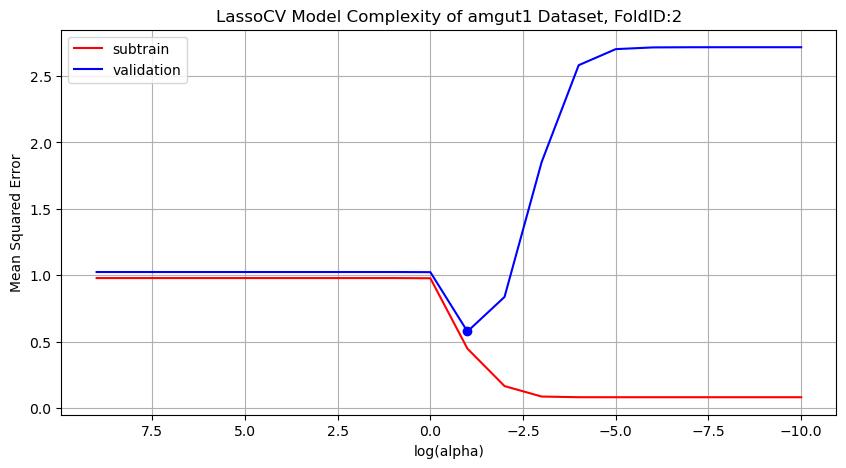 LassoCV Model Complexity of amgut1 Dataset, FoldID:2
subtrain
validation
Mean Squared Error
2.5
2.0
1.5
1.0
0.5
0.0
7.5 5.0 2.5 0.0 −2.5 −5.0 −7.5 −10.0
log(alpha)